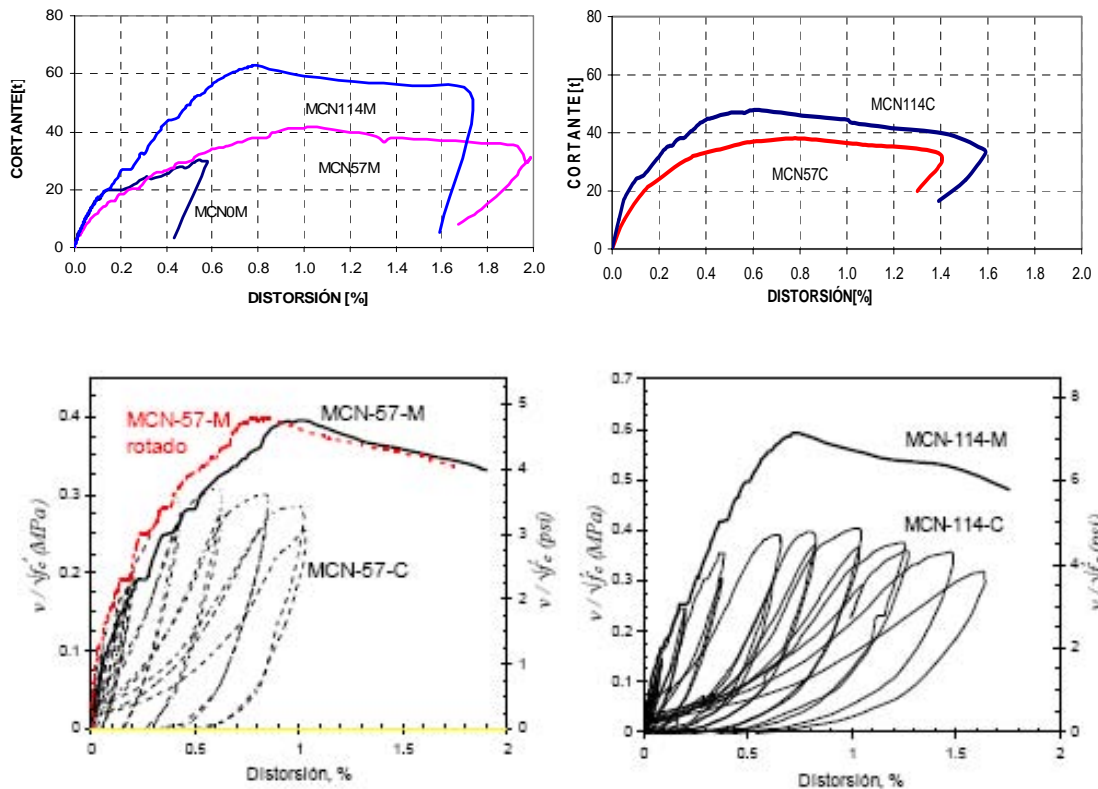 80
60
40
20
0
CORTANTE[t]
MCN114M
MCN57M
MCN0M
0.0 0.2 0.4 0.6 0.8 1.0 1.2 1.4 1.6 1.8 2.0
DISTORSIÓN [%]
80
60
40
20
0
CORTANTE[t]
MCN114C
MCN57C
0.0 0.2 0.4 0.6 0.8 1.0 1.2 1.4 1.6 1.8 2.0
DISTORSIÓN[%]
0.4
0.3
0.2
0.1
0
v / √f'c (MPa)
MCN-57-M
rotado
MCN-57-M
MCN-57-C
5
4
3
2
1
0
v / √f'c (psi)
0 0.5 1 1.5 2
Distorsión, %
0.7
0.6
0.5
0.4
0.3
0.2
0.1
0
v / √f'c (MPa)
MCN-114-M
MCN-114-C
8
6
4
2
0
v / √f'c (psi)
0 0.5 1 1.5 2
Distorsión, %